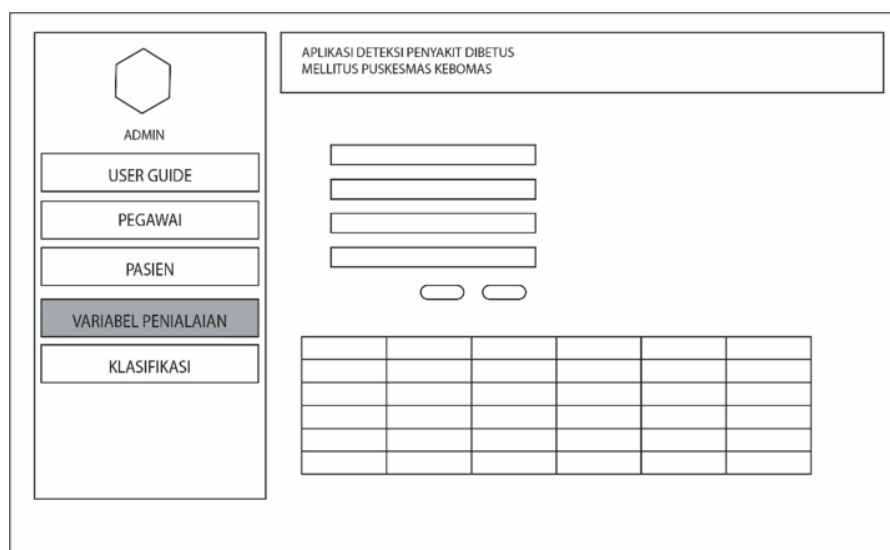 APLIKASI DETEKSI PENYAKIT DIBETUS
MELLITUS PUSKESMAS KEBOMAS
ADMIN
USER GUIDE
PEGAWAI
PASIEN
VARIABEL PENIALAIAN
KLASIFIKASI